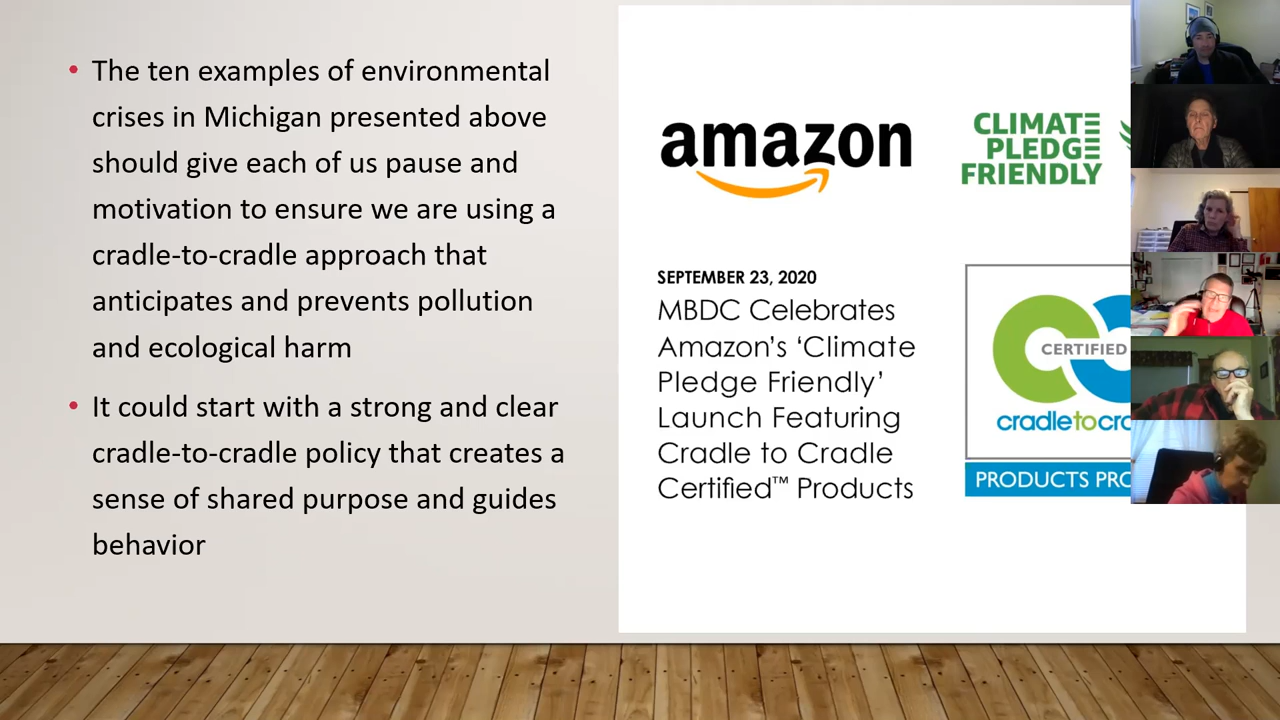 The ten examples of environmental
crises in Michigan presented above
should give each of us pause and
motivation to ensure we are using a
cradle-to-cradle approach that
anticipates and prevents pollution
and ecological harm
It could start with a strong and clear
cradle-to-cradle policy that creates a
sense of shared purpose and guides
behavior
amazon
CLIMATE
PLEDGE
FRIENDLY
SEPTEMBER 23, 2020
MBDC Celebrates
Amazon's ‘Climate
Pledge Friendly’
Launch Featuring
Cradle to Cradle
Certified™ Products
CERTIFIED
cradletocra
PRODUCTS PRO